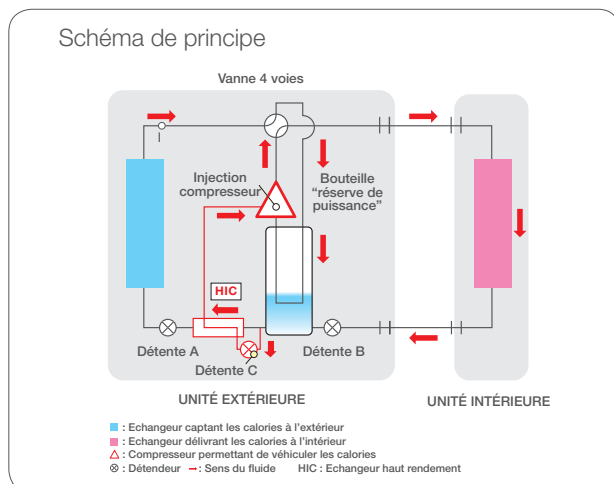 Schéma de principe
Vanne 4 voies
Injection
compresseur
Bouteille
“réserve de
puissance”
HIC
Détente A
Détente B
Détente C
UNITÉ EXTÉRIEURE
UNITÉ INTÉRIEURE
: Echangeur captant les calories à l’extérieur
: Echangeur délivrant les calories à l’intérieur
: Compresseur permettant de véhiculer les calories
: Détendeur : Sens du fluide HIC : Echangeur haut rendement